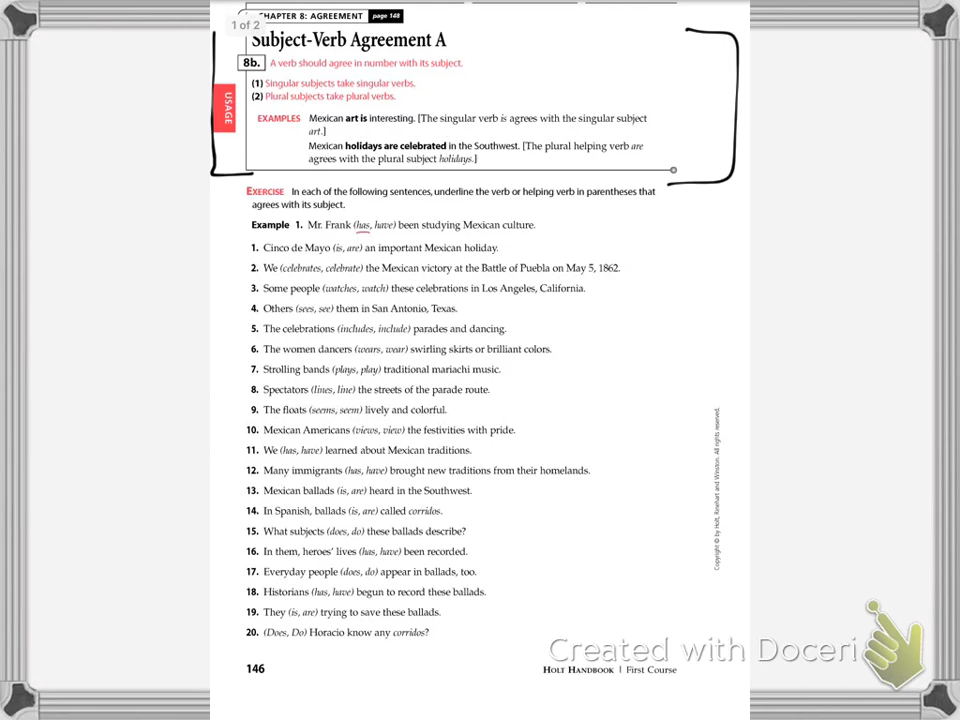 CHAPTER 8: AGREEMENT page 148
1 of 2
Subject-Verb Agreement A
8b. A verb should agree in number with its subject.
(1) Singular subjects take singular verbs.
(2) Plural subjects take plural verbs.
USAGE
EXAMPLES Mexican art is interesting. [The singular verb is agrees with the singular subject
art.]
Mexican holidays are celebrated in the Southwest. [The plural helping verb are
agrees with the plural subject holidays.]
EXERCISE In each of the following sentences, underline the verb or helping verb in parentheses that
agrees with its subject.
Example 1. Mr. Frank (has, have) been studying Mexican culture.
1. Cinco de Mayo (is, are) an important Mexican holiday.
2. We (celebrates, celebrate) the Mexican victory at the Battle of Puebla on May 5, 1862.
3. Some people (watches, watch) these celebrations in Los Angeles, California.
4. Others (sees, see) them in San Antonio, Texas.
5. The celebrations (includes, include) parades and dancing.
6. The women dancers (wears, wear) swirling skirts or brilliant colors.
7. Strolling bands (plays, play) traditional mariachi music.
8. Spectators (lines, line) the streets of the parade route.
9. The floats (seems, seem) lively and colorful.
10. Mexican Americans (views, view) the festivities with pride.
11. We (has, have) learned about Mexican traditions.
12. Many immigrants (has, have) brought new traditions from their homelands.
13. Mexican ballads (is, are) heard in the Southwest.
14. In Spanish, ballads (is, are) called corridos.
15. What subjects (does, do) these ballads describe?
16. In them, heroes' lives (has, have) been recorded.
17. Everyday people (does, do) appear in ballads, too.
18. Historians (has, have) begun to record these ballads.
19. They (is, are) trying to save these ballads.
20. (Does, Do) Horacio know any corridos?
Copyright © by Holt, Rinehart and Winston. All rights reserved.
Created with Doceri
146 HOLT HANDBOOK | First Course